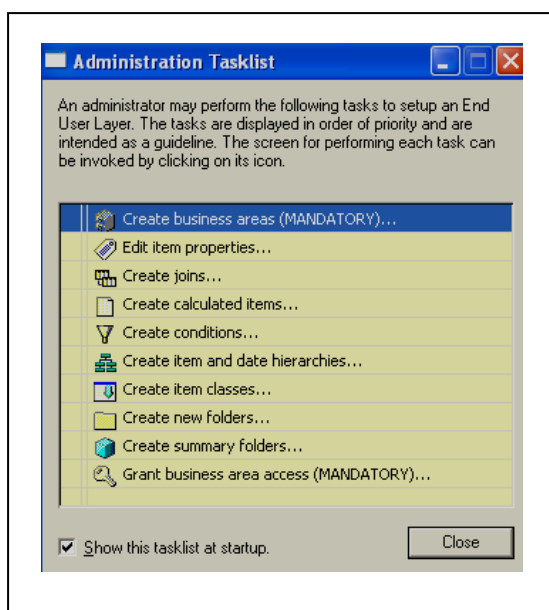 Administration Tasklist
An administrator may perform the following tasks to setup an End
User Layer. The tasks are displayed in order of priority and are
intended as a guideline. The screen for performing each task can
be invoked by clicking on its icon.
Create business areas (MANDATORY)...
Edit item properties...
Create joins...
Create calculated items...
Create conditions...
Create item and date hierarchies...
Create item classes...
Create new folders...
Create summary folders...
Grant business area access (MANDATORY)...
Show this tasklist at startup.
Close